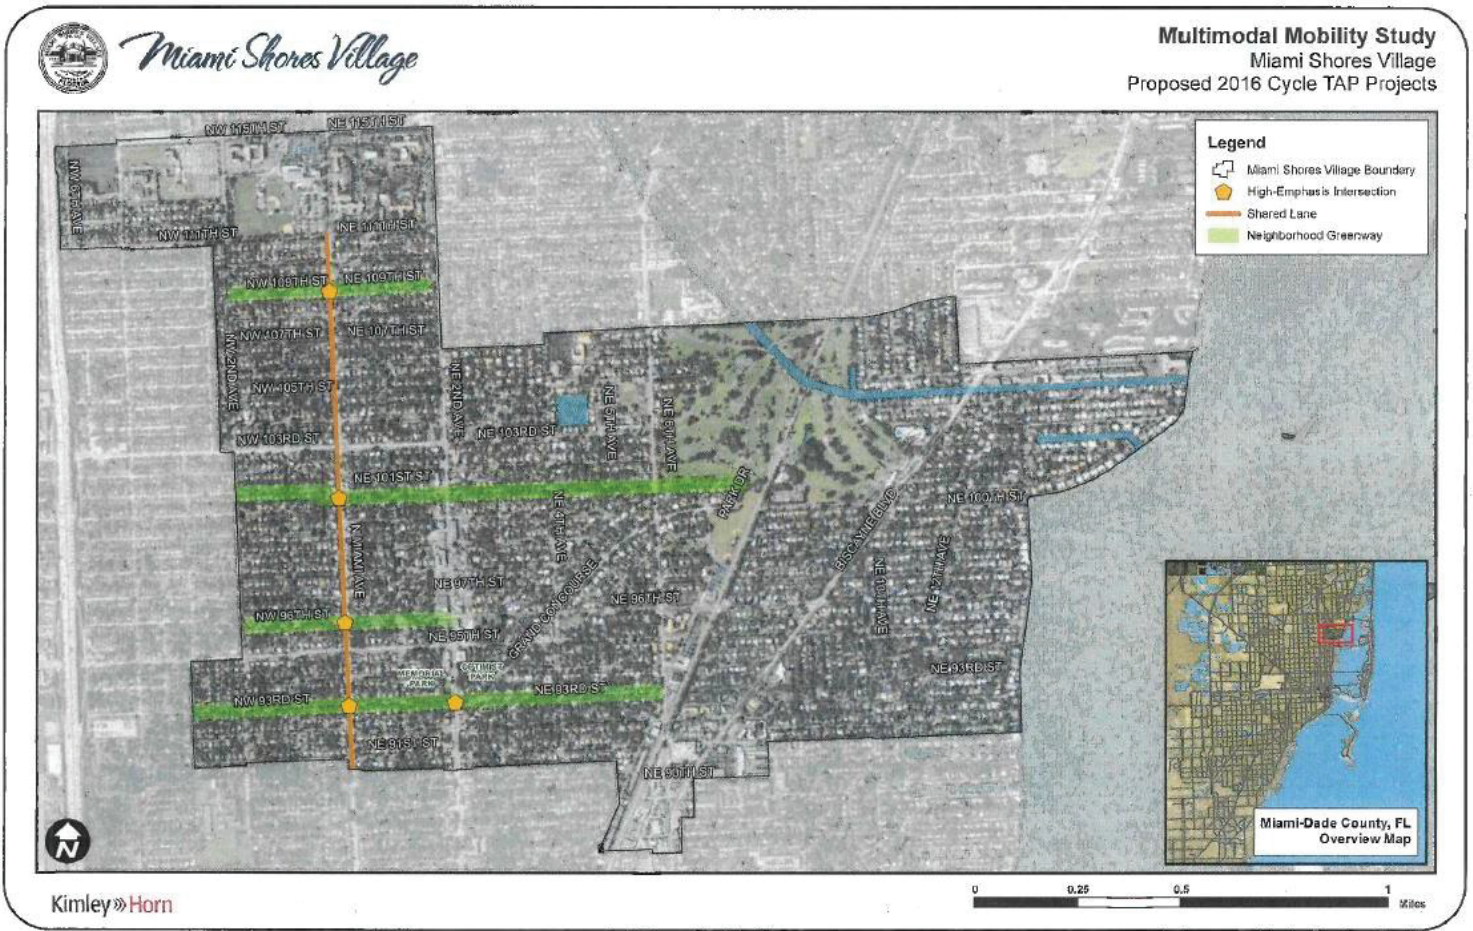 Miami Shores Village
Multimodal Mobility Study
Miami Shores Village
Proposed 2016 Cycle TAP Projects
Legend
Miami Shores Village Boundary
High-Emphasis Intersection
Shared Lane
Neighborhood Greenway
NW 115TH ST
NE 115TH ST
NW 6TH AVE
NW 111TH ST
NE 111TH ST
NW 109TH ST
NE 109TH ST
NW 107TH ST
NE 107TH ST
NW 2ND AVE
NW 105TH ST
NE 2ND AVE
NW 103RD ST
NE 103RD ST
NE 5TH AVE
NE 6TH AVE
NE 101ST ST
PARK DR
NE 100TH ST
N MIAMI AVE
NE 4TH AVE
BISCAYNE BLVD
NE 10TH AVE
NE 12TH AVE
NE 97TH ST
GRAND CONCOURSE
NE 96TH ST
NW 96TH ST
NE 95TH ST
MEMORIAL
PARK
OPTIMIST
PARK
NE 93RD ST
NW 93RD ST
NE 93RD ST
NE 91ST ST
NE 90TH ST
N
Miami-Dade County, FL
Overview Map
Kimley»Horn
0 0.25 0.5 1
Miles